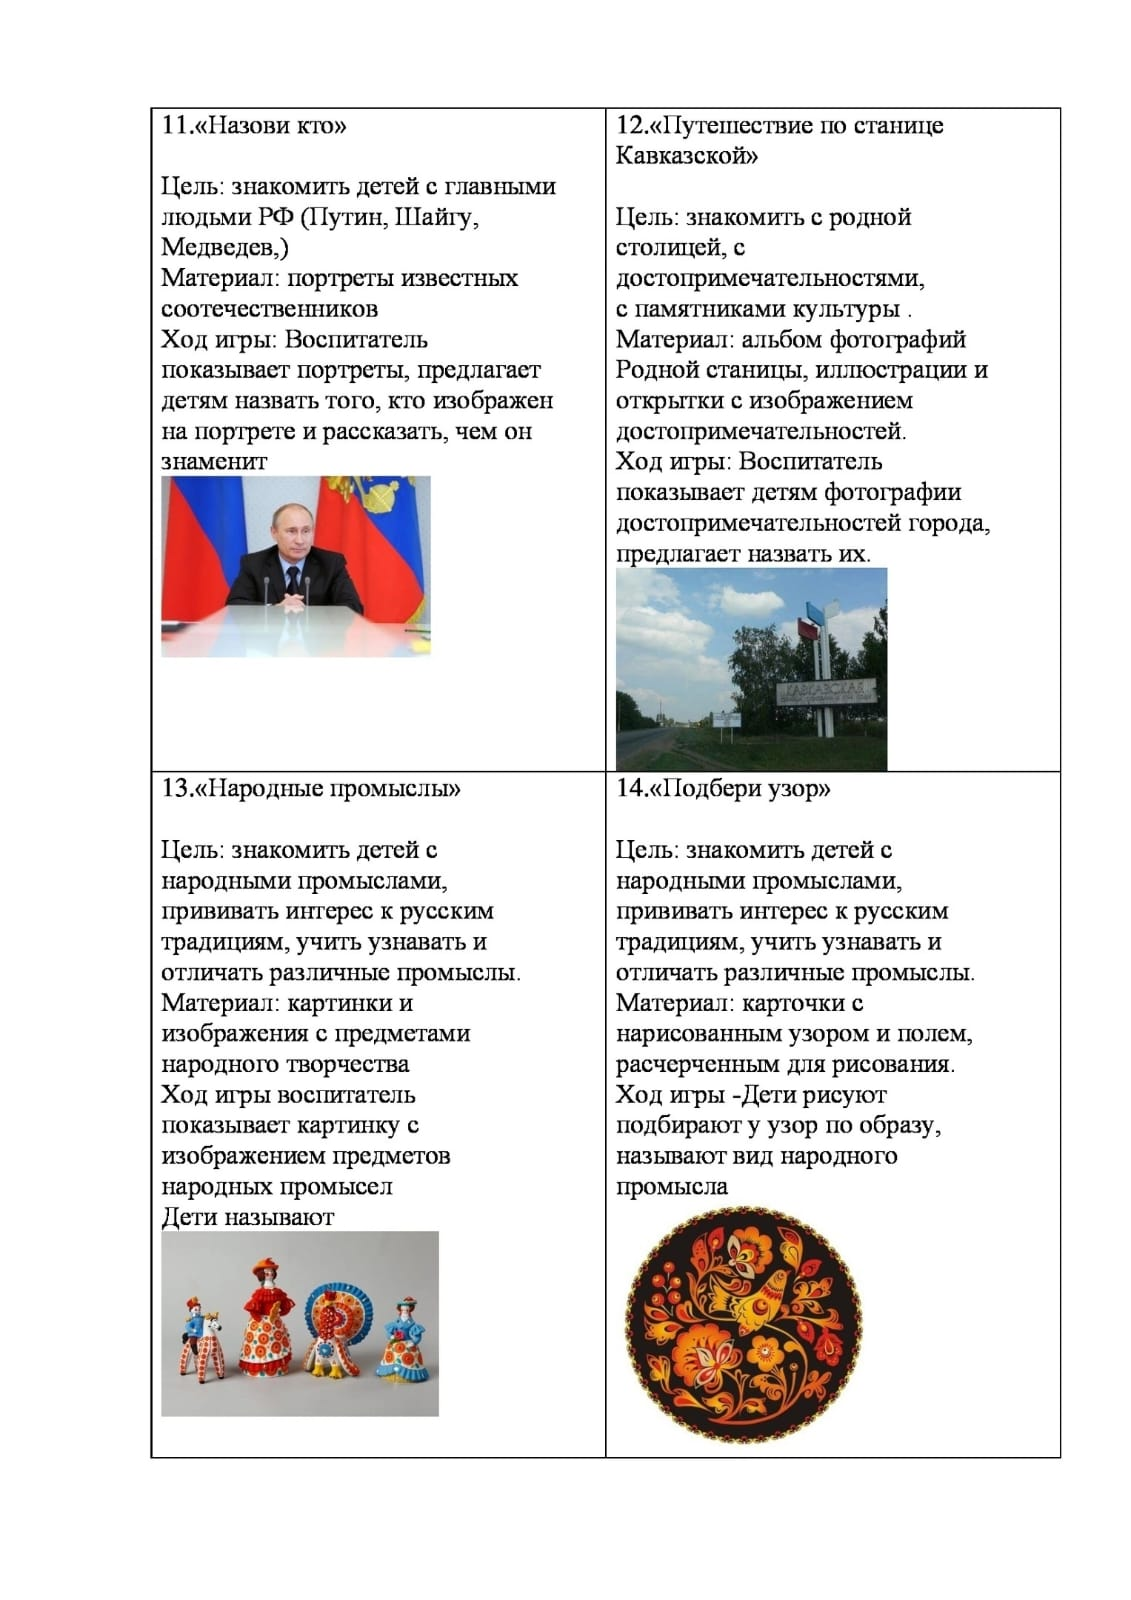 11.«Назови кто»
Цель: знакомить детей с главными
людьми РФ (Путин, Шайгу,
Медведев,)
Материал: портреты известных
соотечественников
Ход игры: Воспитатель
показывает портреты, предлагает
детям назвать того, кто изображен
на портрете и рассказать, чем он
знаменит
12.«Путешествие по станице
Кавказской»
Цель: знакомить с родной
столицей, с
достопримечательностями,
с памятниками культуры .
Материал: альбом фотографий
Родной станицы, иллюстрации и
открытки с изображением
достопримечательностей.
Ход игры: Воспитатель
показывает детям фотографии
достопримечательностей города,
предлагает назвать их.
КАВКАЗСКАЯ
13.«Народные промыслы»
Цель: знакомить детей с
народными промыслами,
прививать интерес к русским
традициям, учить узнавать и
отличать различные промыслы.
Материал: картинки и
изображения с предметами
народного творчества
Ход игры воспитатель
показывает картинку с
изображением предметов
народных промысел
Дети называют
14.«Подбери узор»
Цель: знакомить детей с
народными промыслами,
прививать интерес к русским
традициям, учить узнавать и
отличать различные промыслы.
Материал: карточки с
нарисованным узором и полем,
расчерченным для рисования.
Ход игры -Дети рисуют
подбирают у узор по образу,
называют вид народного
промысла